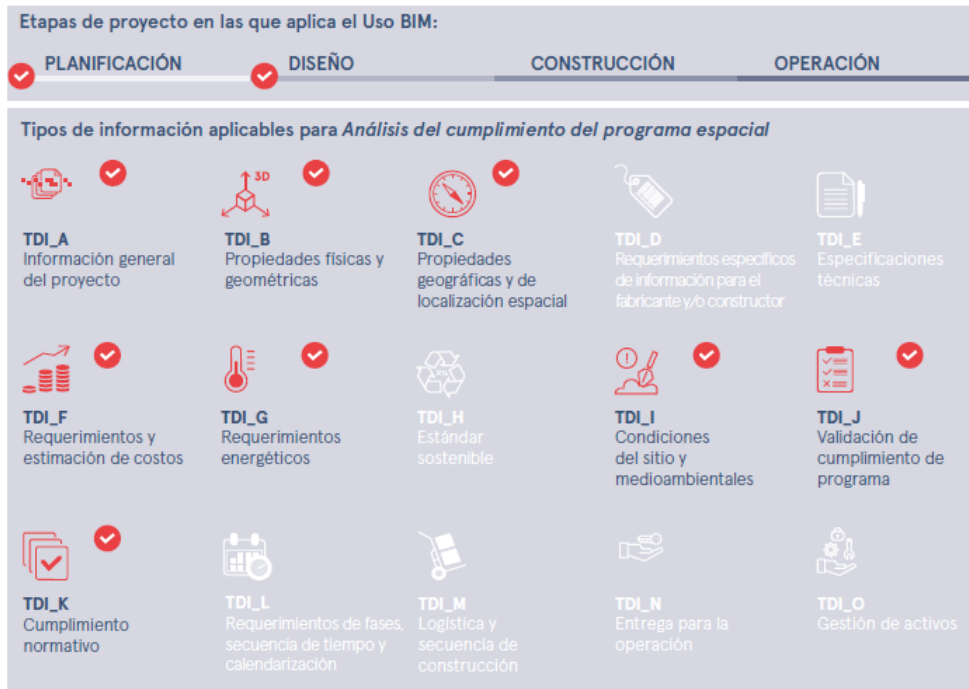 Etapas de proyecto en las que aplica el Uso BIM:
PLANIFICACIÓN
DISEÑO
CONSTRUCCIÓN
OPERACIÓN
Tipos de información aplicables para Análisis del cumplimiento del programa espacial
3D
TDI_A
Información general
del proyecto
TDI_B
Propiedades físicas y
geométricas
TDI_C
Propiedades
geográficas y de
localización espacial
TDI_D
Requerimientos específicos
de información para el
fabricante y/o constructor
TDI_E
Especificaciones
técnicas
TDI_F
Requerimientos y
estimación de costos
TDI_G
Requerimientos
energéticos
TDI_H
Estándar
sostenible
TDI_I
Condiciones
del sitio y
medioambientales
TDI_J
Validación de
cumplimiento de
programa
TDI_K
Cumplimiento
normativo
TDI_L
Requerimientos de fases,
secuencia de tiempo y
calendarización
TDI_M
Logística y
secuencia de
construcción
TDI_N
Entrega para la
operación
TDI_O
Gestión de activos